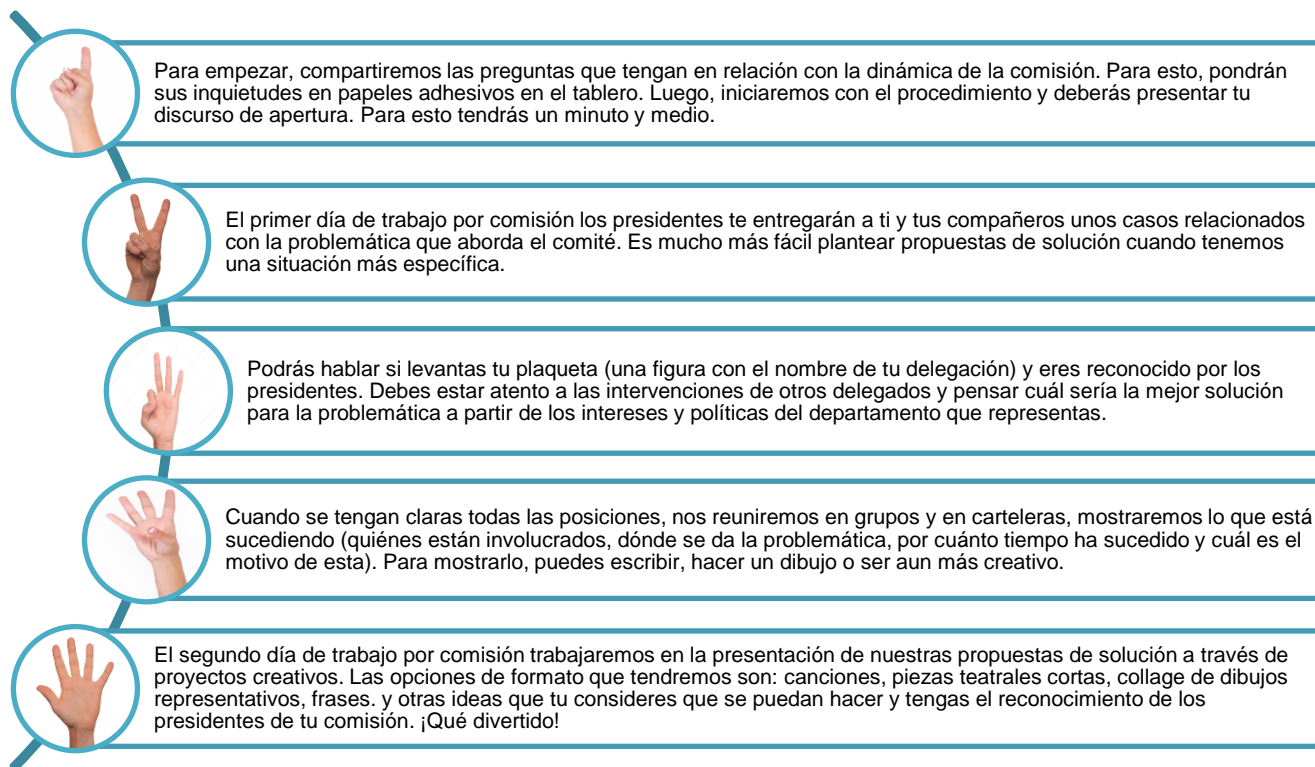 Para empezar, compartiremos las preguntas que tengan en relación con la dinámica de la comisión. Para esto, pondrán
sus inquietudes en papeles adhesivos en el tablero. Luego, iniciaremos con el procedimiento y deberás presentar tu
discurso de apertura. Para esto tendrás un minuto y medio.
El primer día de trabajo por comisión los presidentes te entregarán a ti y tus compañeros unos casos relacionados
con la problemática que aborda el comité. Es mucho más fácil plantear propuestas de solución cuando tenemos
una situación más específica.
Podrás hablar si levantas tu plaqueta (una figura con el nombre de tu delegación) y eres reconocido por los
presidentes. Debes estar atento a las intervenciones de otros delegados y pensar cuál sería la mejor solución
para la problemática a partir de los intereses y políticas del departamento que representas.
Cuando se tengan claras todas las posiciones, nos reuniremos en grupos y en carteleras, mostraremos lo que está
sucediendo (quiénes están involucrados, dónde se da la problemática, por cuánto tiempo ha sucedido y cuál es el
motivo de esta). Para mostrarlo, puedes escribir, hacer un dibujo o ser aun más creativo.
El segundo día de trabajo por comisión trabajaremos en la presentación de nuestras propuestas de solución a través de
proyectos creativos. Las opciones de formato que tendremos son: canciones, piezas teatrales cortas, collage de dibujos
representativos, frases. y otras ideas que tu consideres que se puedan hacer y tengas el reconocimiento de los
presidentes de tu comisión. ¡Qué divertido!